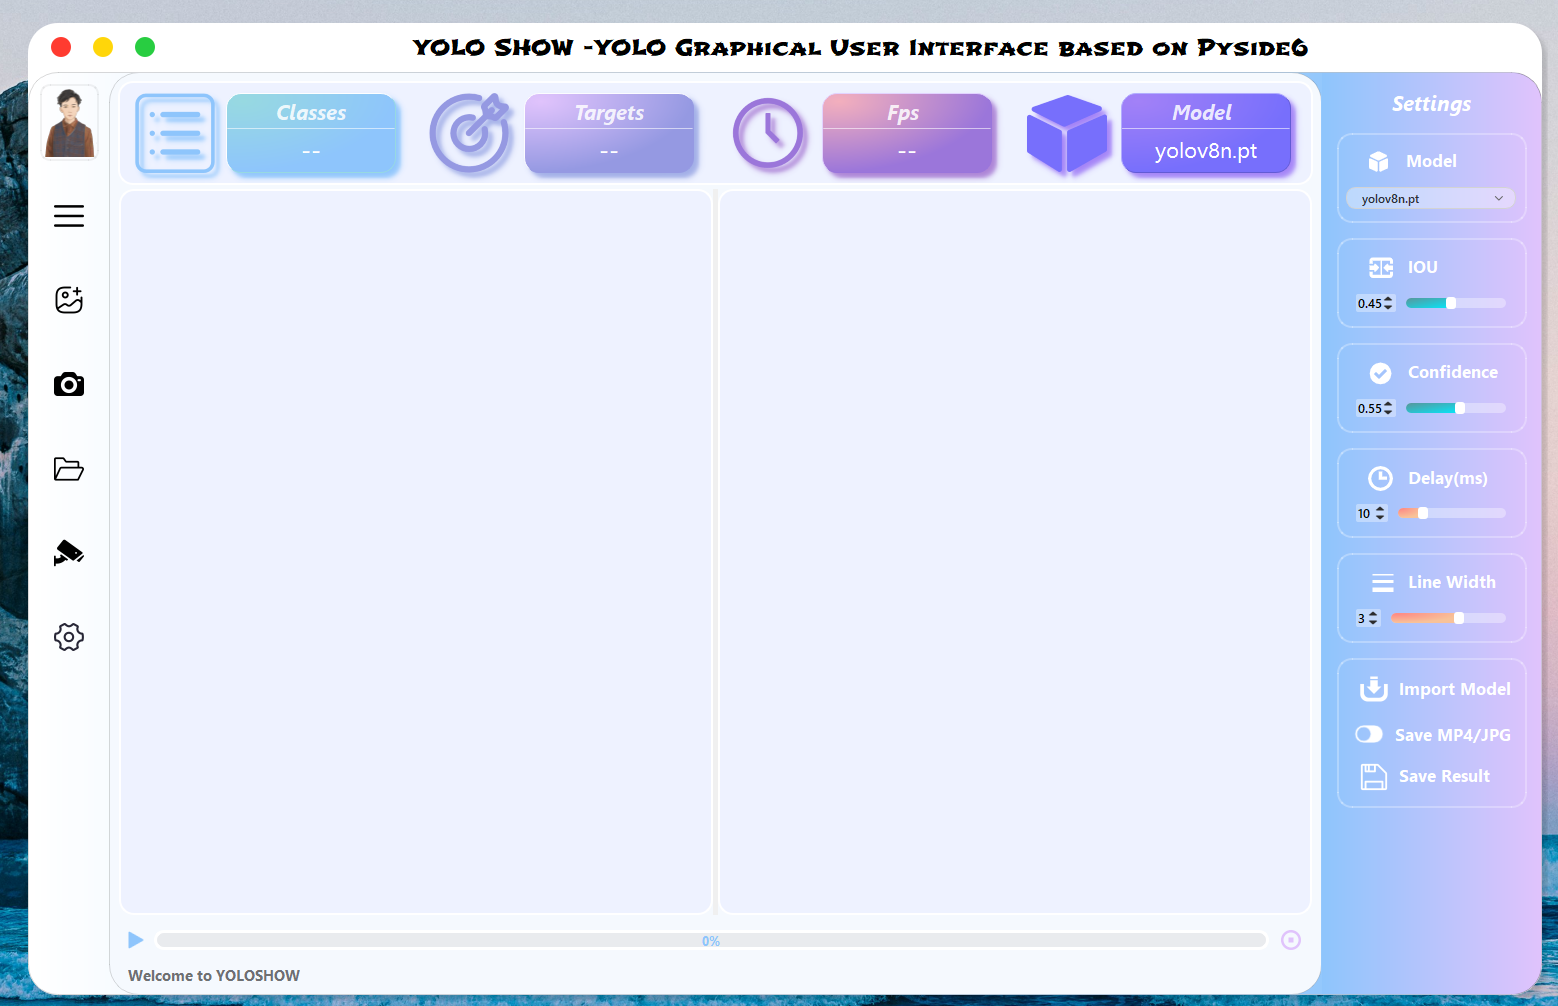 YOLO SHOW -YOLO Graphical User Interface based on Pyside6
Classes
--
Targets
--
Fps
--
Model
yolov8n.pt
0%
Welcome to YOLOSHOW
Settings
Model
yolov8n.pt
IOU
0.45
Confidence
0.55
Delay(ms)
10
Line Width
3
Import Model
Save MP4/JPG
Save Result